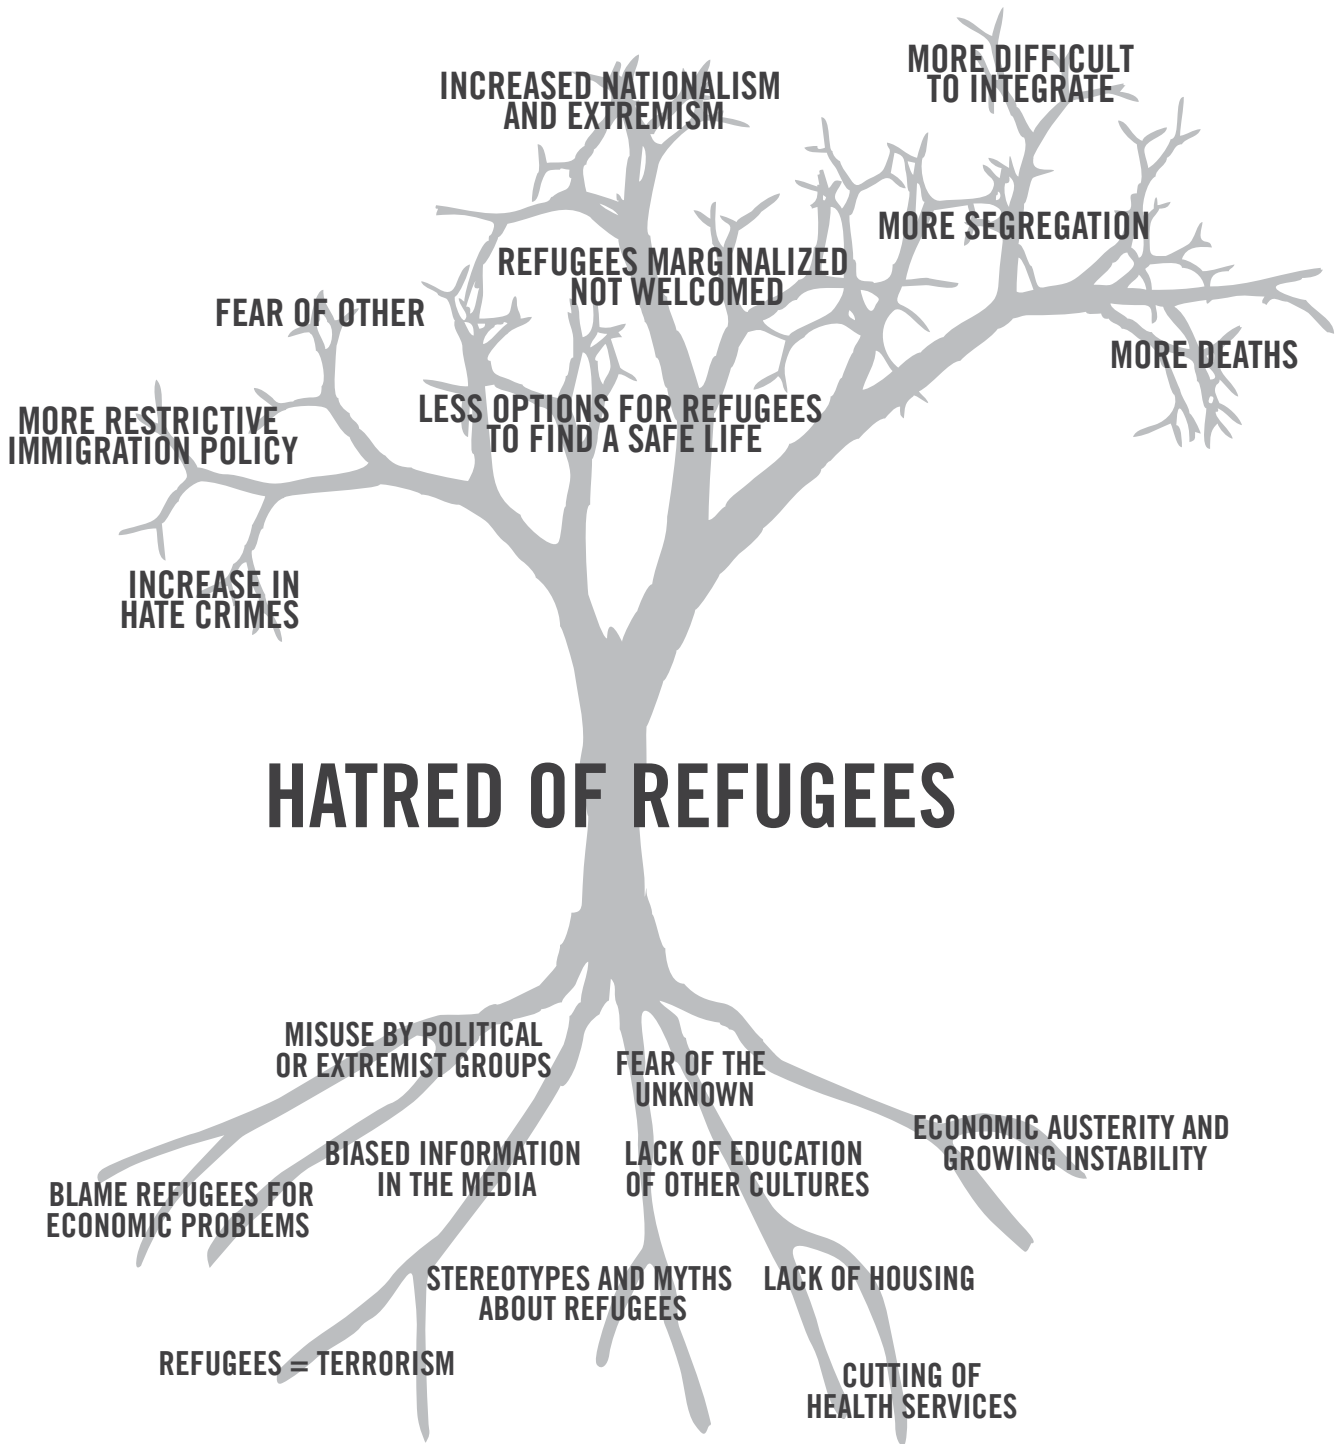 MORE DIFFICULT
TO INTEGRATE
INCREASED NATIONALISM
AND EXTREMISM
MORE SEGREGATION
REFUGEES MARGINALIZED
NOT WELCOMED
FEAR OF OTHER
MORE DEATHS
LESS OPTIONS FOR REFUGEES
TO FIND A SAFE LIFE
MORE RESTRICTIVE
IMMIGRATION POLICY
INCREASE IN
HATE CRIMES
HATRED OF REFUGEES
MISUSE BY POLITICAL
OR EXTREMIST GROUPS
FEAR OF THE
UNKNOWN
ECONOMIC AUSTERITY AND
GROWING INSTABILITY
BIASED INFORMATION
IN THE MEDIA
LACK OF EDUCATION
OF OTHER CULTURES
BLAME REFUGEES FOR
ECONOMIC PROBLEMS
STEREOTYPES AND MYTHS
ABOUT REFUGEES
LACK OF HOUSING
REFUGEES = TERRORISM
CUTTING OF
HEALTH SERVICES